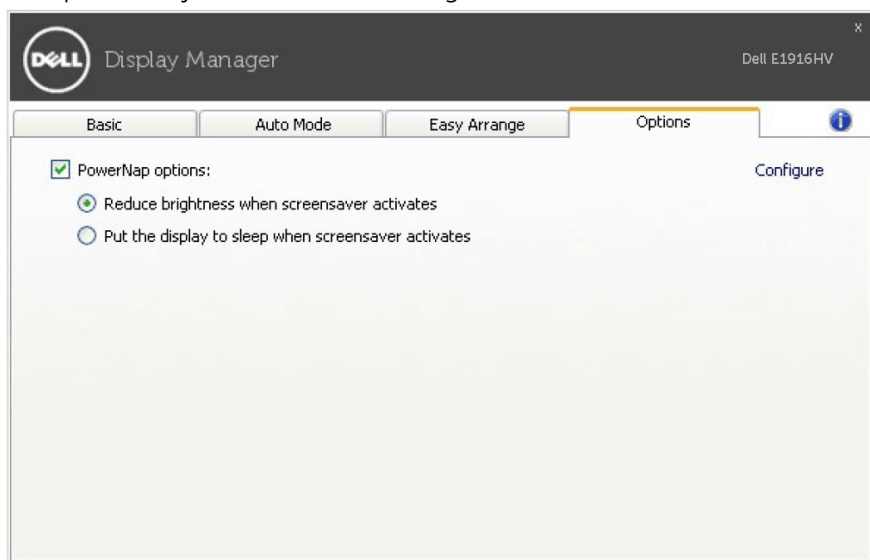 DELL Display Manager
x
Dell E1916HV
Basic
Auto Mode
Easy Arrange
Options
PowerNap options:
Configure
Reduce brightness when screensaver activates
Put the display to sleep when screensaver activates